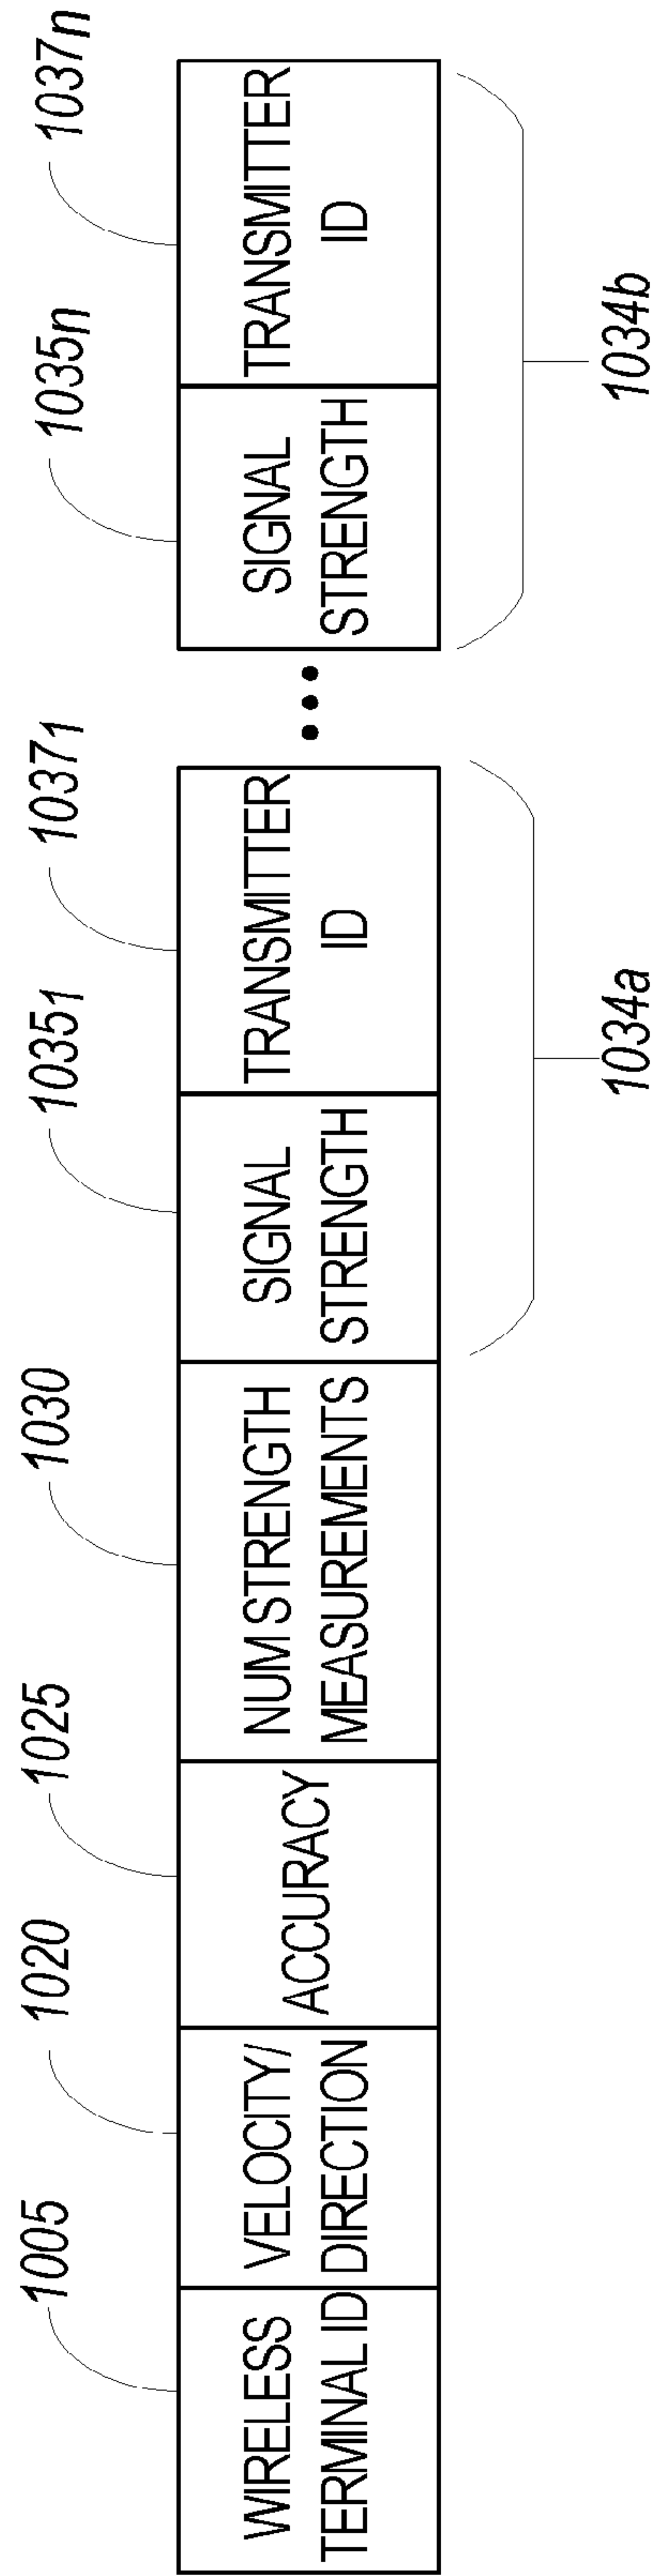 1005
1020
1025
1030
1035₁
1037₁
1035n
1037n
WIRELESS
TERMINAL ID
VELOCITY/
DIRECTION
ACCURACY
NUM STRENGTH
MEASUREMENTS
SIGNAL
STRENGTH
TRANSMITTER
ID
SIGNAL
STRENGTH
TRANSMITTER
ID
1034a
1034b